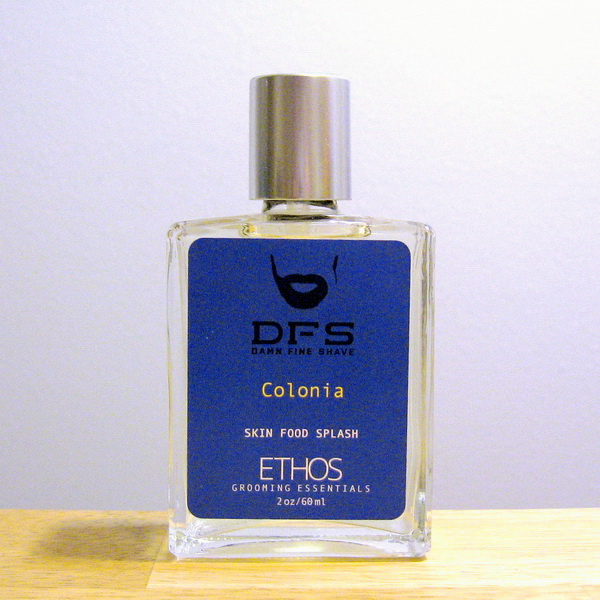 DFS
DAMN FINE SHAVE
Colonia
SKIN FOOD SPLASH
ETHOS
GROOMING ESSENTIALS
2oz/60ml